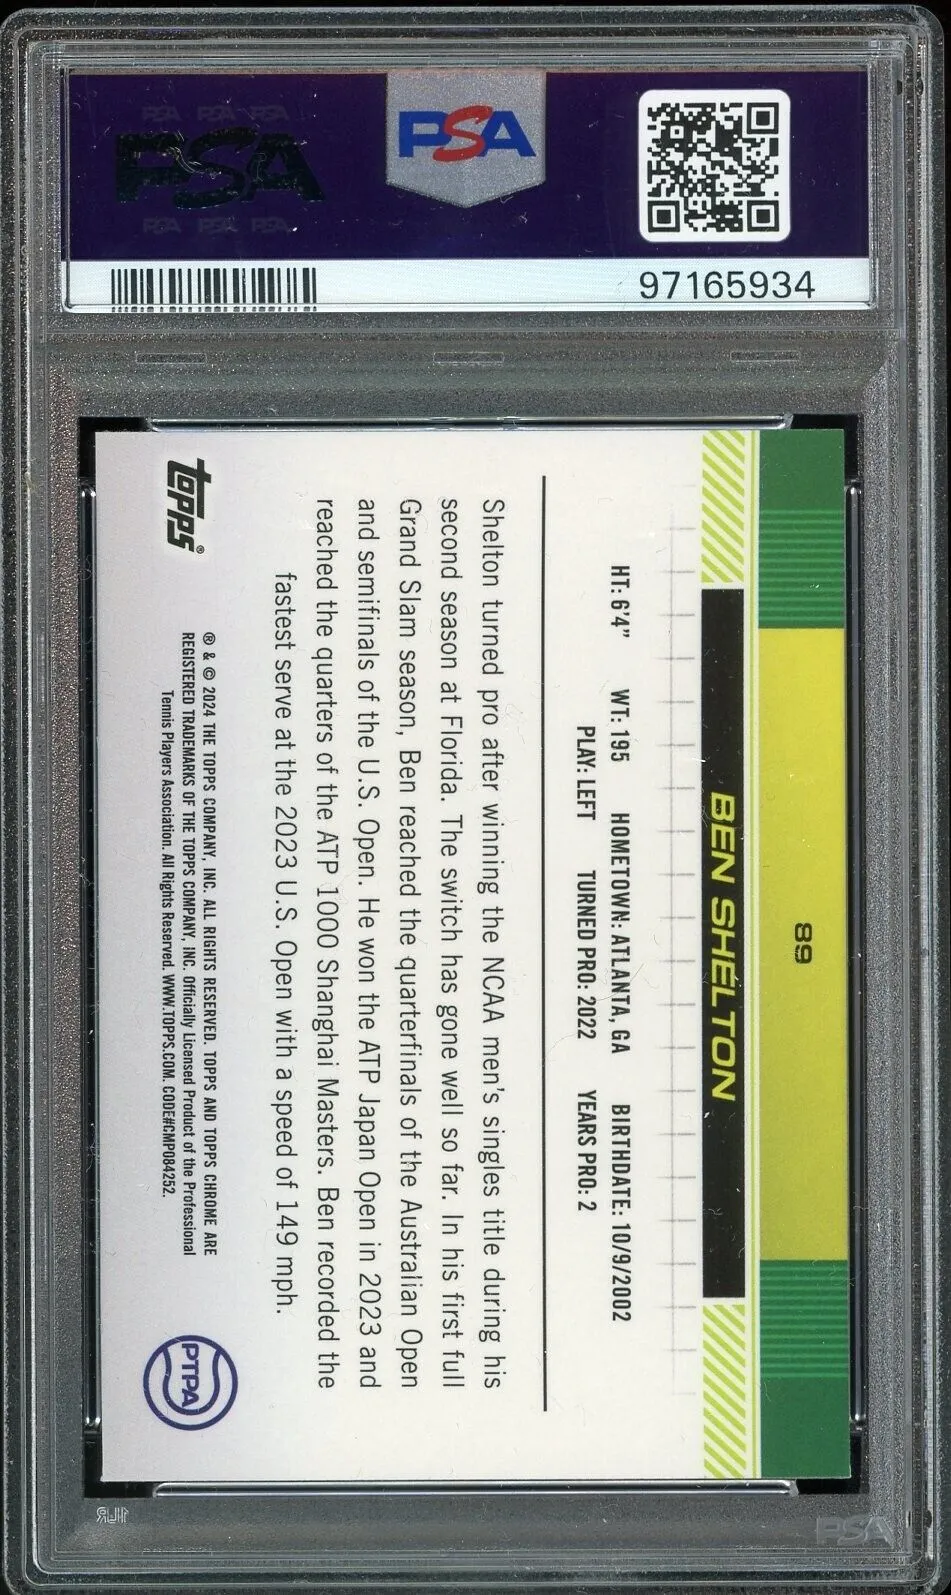 PSA PSA PSA
PSA
PSA PSA PSA
PSA
97165934
89
BEN SHELTON
HT: 6'4" WT: 195 HOMETOWN: ATLANTA, GA BIRTHDATE: 10/9/2002
PLAY: LEFT TURNED PRO: 2022 YEARS PRO: 2
Shelton turned pro after winning the NCAA men's singles title during his
second season at Florida. The switch has gone well so far. In his first full
Grand Slam season, Ben reached the quarterfinals of the Australian Open
and semifinals of the U.S. Open. He won the ATP Japan Open in 2023 and
reached the quarters of the ATP 1000 Shanghai Masters. Ben recorded the
fastest serve at the 2023 U.S. Open with a speed of 149 mph.
topps®
® & © 2024 THE TOPPS COMPANY, INC. ALL RIGHTS RESERVED. TOPPS AND TOPPS CHROME ARE
REGISTERED TRADEMARKS OF THE TOPPS COMPANY, INC. Officially Licensed Product of the Professional
Tennis Players Association. All Rights Reserved. WWW.TOPPS.COM. CODE#CMP084252.
PTPA
PSA